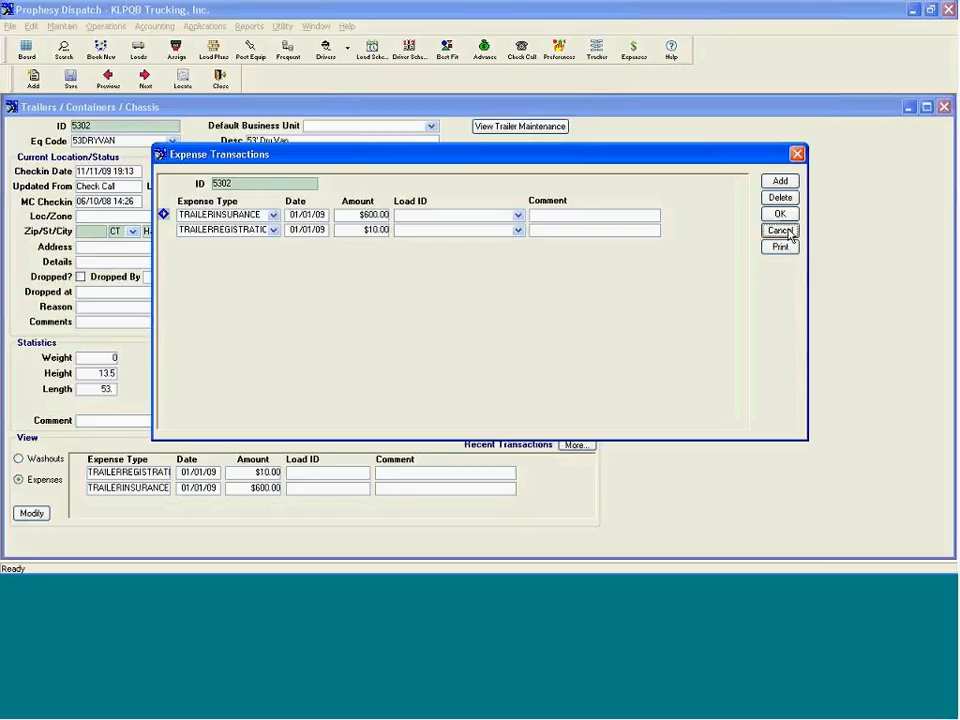 Prophesy Dispatch - KLPQB Trucking, Inc.
File Edit Maintain Operations Applications Reports Utility Window Help
Board Search Book New Loads Assign Load Plans Post Equip Frequent Drivers Load Sche... Driver Sche... Best Fit Advance Check Call Preferences Tracker Expenses Help
Add Save Previous Next Locate Close
Trailers / Containers / Chassis
ID 5302 Default Business Unit View Trailer Maintenance
Eq Code 53DRYVAN Desc 53' Dry Van
Current Location/Status
Checkin Date 11/11/09 19:13
Updated From Check Call L
MC Checkin 06/10/08 14:26
Loc/Zone
Zip/St/City CT
Address
Details
Dropped? Dropped By
Dropped at
Reason
Comments
Expense Transactions
ID 5302
Expense Type Date Amount Load ID Comment
TRAILERINSURANCE 01/01/09 $600.00
TRAILERREGISTRATIC 01/01/09 $10.00
Add
Delete
OK
Cancel
Print
Statistics
Weight 0
Height 13.5
Length 53.
Comment
View Recent Transactions More...
Washouts
Expenses
Modify
Expense Type Date Amount Load ID Comment
TRAILERREGISTRATI 01/01/09 $10.00
TRAILERINSURANCE 01/01/09 $600.00
Ready